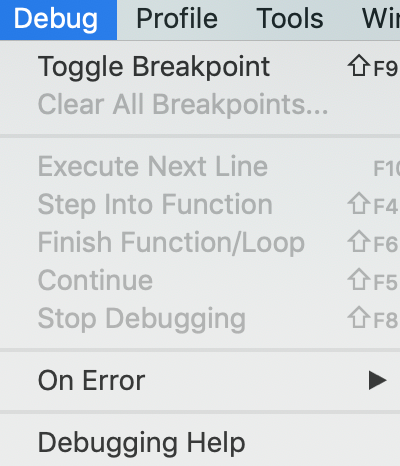 Debug Profile Tools Wi
Toggle Breakpoint ⇧F9
Clear All Breakpoints...
Execute Next Line F10
Step Into Function ⇧F4
Finish Function/Loop ⇧F6
Continue ⇧F5
Stop Debugging ⇧F8
On Error ▶
Debugging Help